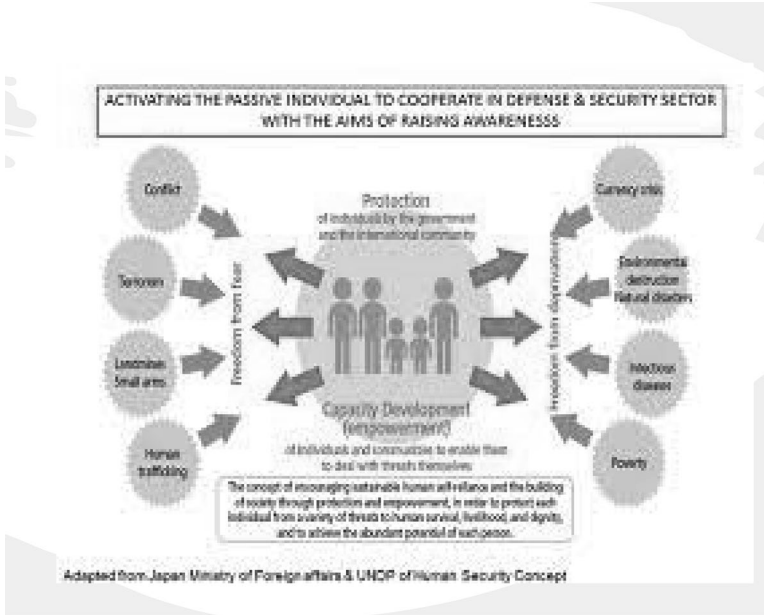 ACTIVATING THE PASSIVE INDIVIDUAL TO COOPERATE IN DEFENSE & SECURITY SECTOR
WITH THE AIMS OF RAISING AWARENESSS
Conflict
Terrorism
Landmines
Small arms
Human
trafficking
Freedom from fear
Protection
of individuals by the government
and the international community
Capacity Development
(empowerment)
of individuals and communities to enable them
to deal with threats themselves
Freedom from deprivation
Currency crisis
Environmental
destruction
Natural disasters
Infectious
diseases
Poverty
The concept of encouraging sustainable human self-reliance and the building
of society through protection and empowerment, in order to protect each
individual from a variety of threats to human survival, livelihood, and dignity,
and to achieve the abundant potential of each person.
Adapted from Japan Ministry of Foreign affairs & UNDP of Human Security Concept